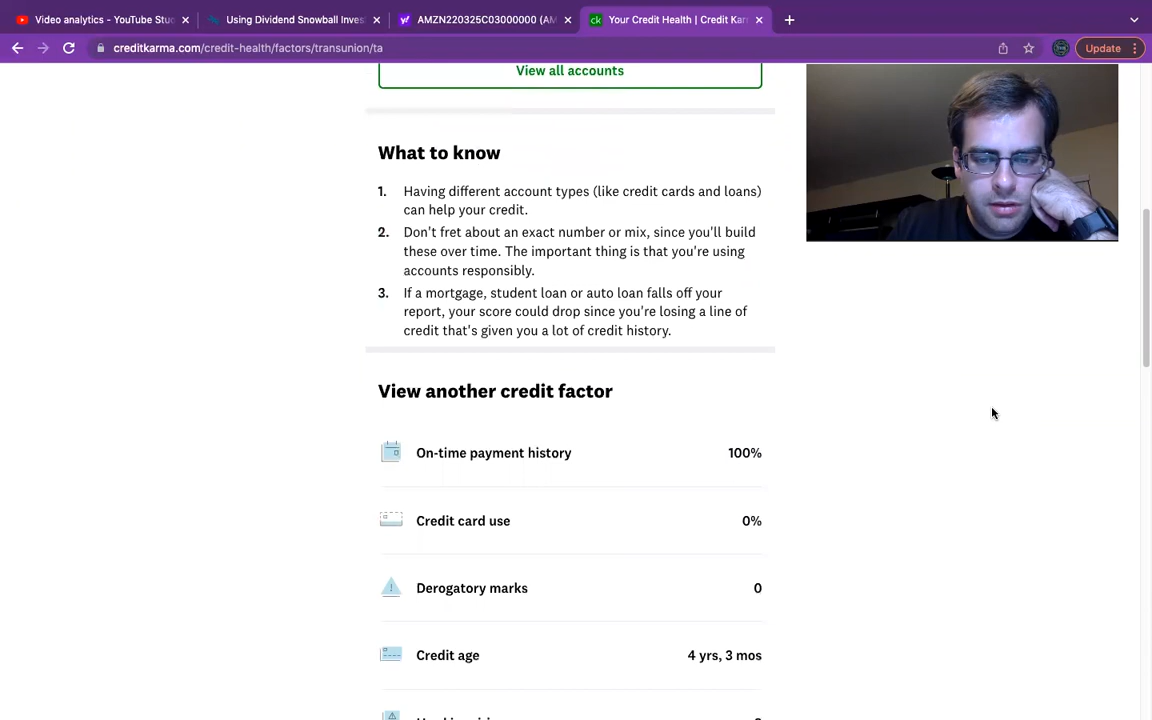 Video analytics - YouTube Stu
Using Dividend Snowball Inves
AMZN220325C03000000 (AM
Your Credit Health | Credit Kar
Update
creditkarma.com/credit-health/factors/transunion/ta
View all accounts
What to know
1. Having different account types (like credit cards and loans)
can help your credit.
2. Don't fret about an exact number or mix, since you'll build
these over time. The important thing is that you're using
accounts responsibly.
3. If a mortgage, student loan or auto loan falls off your
report, your score could drop since you're losing a line of
credit that's given you a lot of credit history.
View another credit factor
On-time payment history 100%
Credit card use 0%
Derogatory marks 0
Credit age 4 yrs, 3 mos